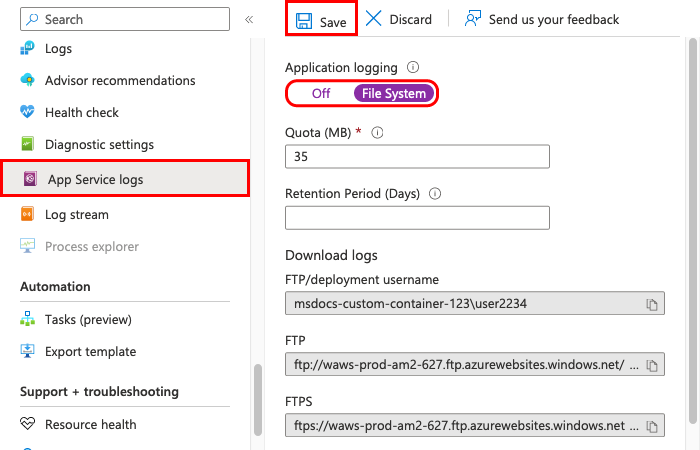 Search
«
Logs
Advisor recommendations
Health check
Diagnostic settings
App Service logs
Log stream
Process explorer
Automation
Tasks (preview)
Export template
Support + troubleshooting
Resource health
Save
Discard
Send us your feedback
Application logging
Off
File System
Quota (MB) *
35
Retention Period (Days)
Download logs
FTP/deployment username
msdocs-custom-container-123\user2234
FTP
ftp://waws-prod-am2-627.ftp.azurewebsites.windows.net/ ...
FTPS
ftps://waws-prod-am2-627.ftp.azurewebsites.windows.net ...